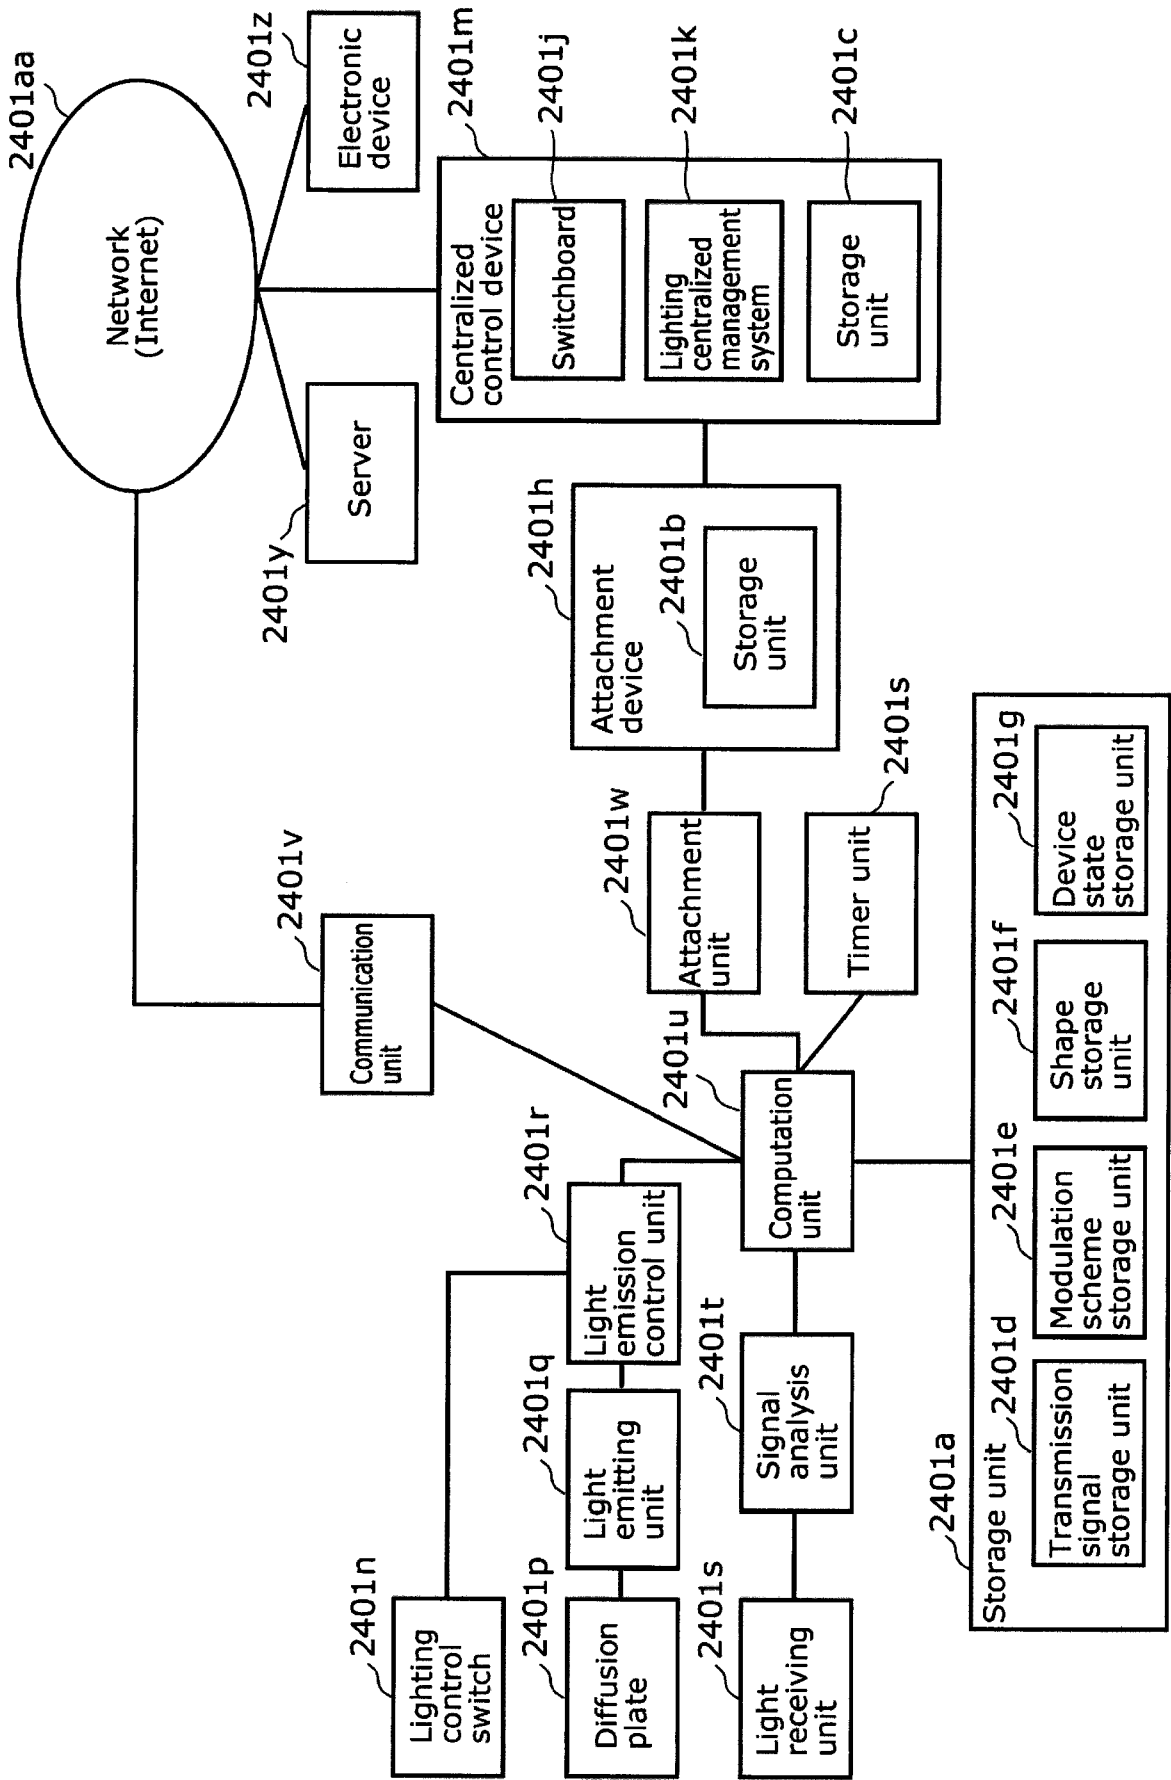 2401aa
Network
(Internet)
2401z
Electronic
device
2401y
Server
2401m
Centralized
control device
2401j
Switchboard
2401k
Lighting
centralized
management
system
2401c
Storage
unit
2401h
Attachment
device
2401b
Storage
unit
2401v
Communication
unit
2401w
Attachment
unit
2401s
Timer unit
2401u
Computation
unit
2401r
Light
emission
control unit
2401q
Light
emitting
unit
2401n
Lighting
control
switch
2401p
Diffusion
plate
2401t
Signal
analysis
unit
2401s
Light
receiving
unit
2401a
Storage unit
2401d
Transmission
signal
storage unit
2401e
Modulation
scheme
storage unit
2401f
Shape
storage
unit
2401g
Device
state
storage unit